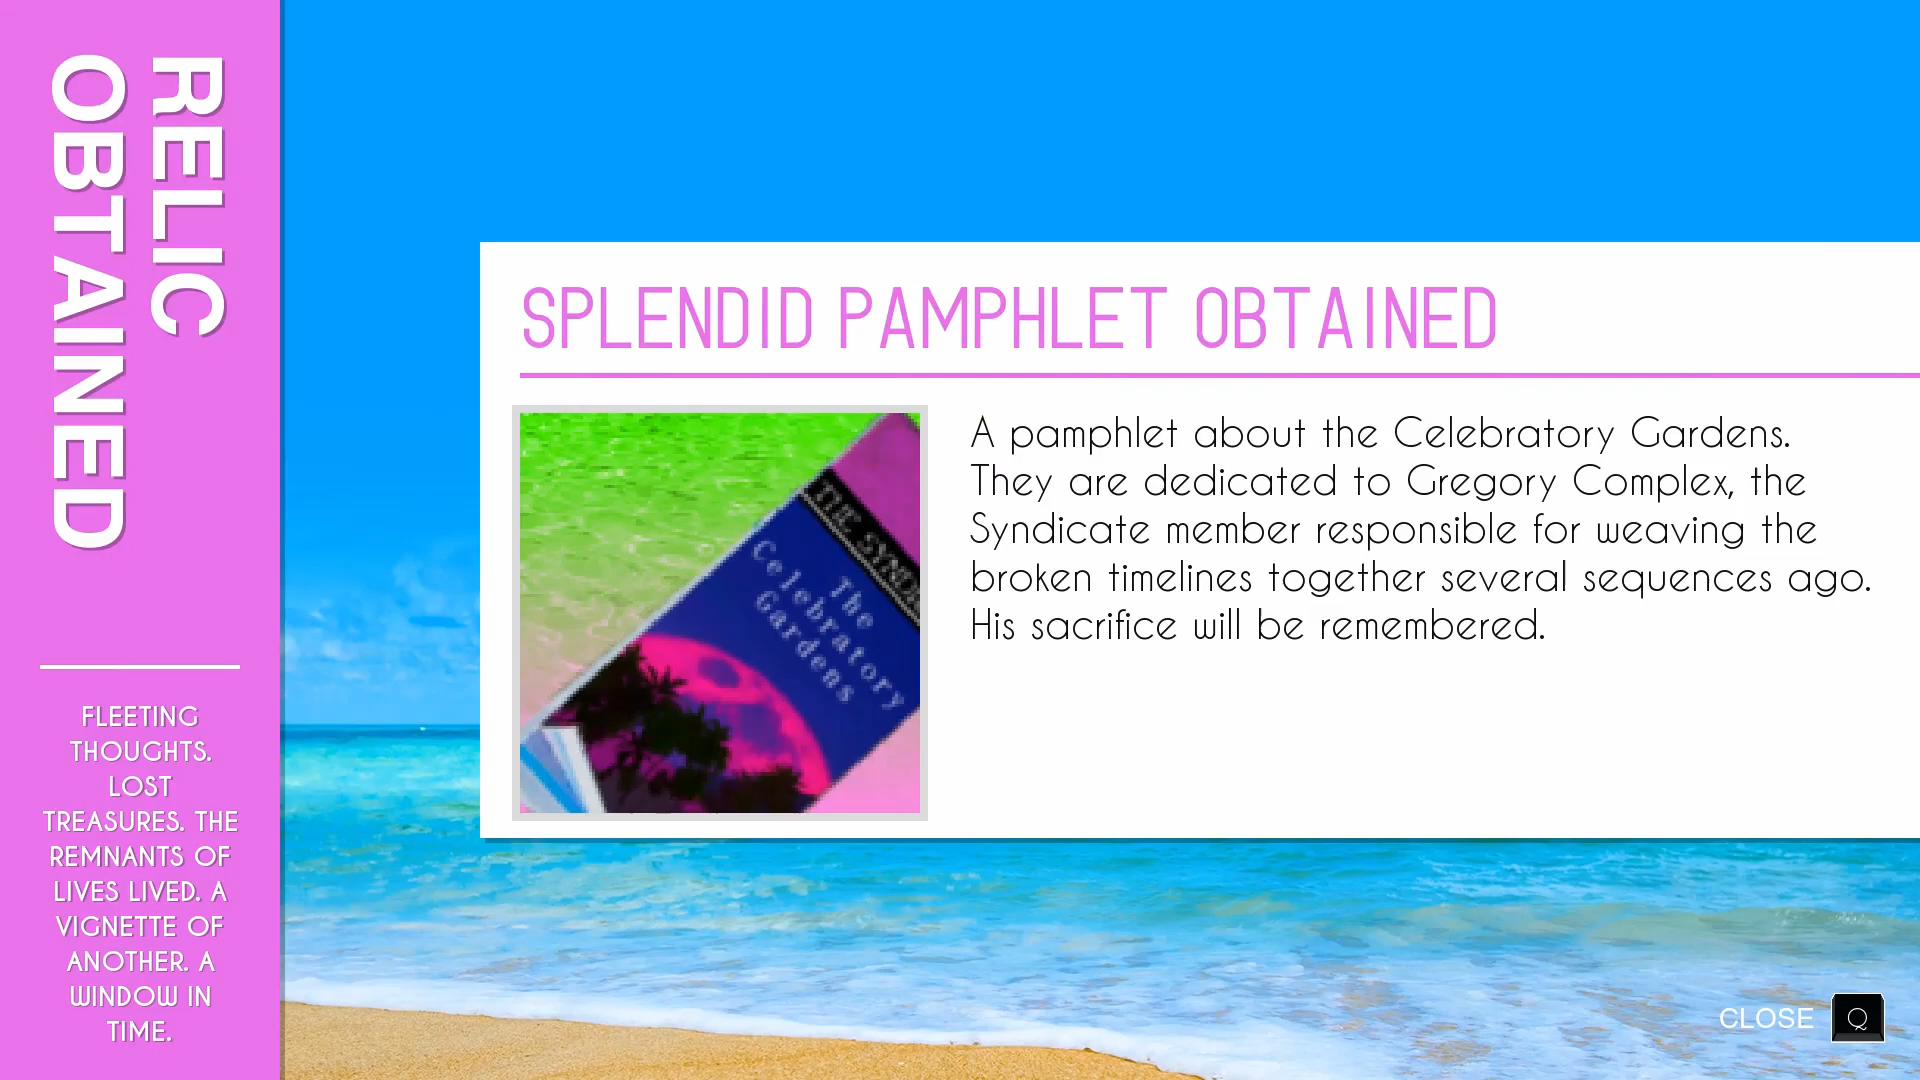 RELIC
OBTAINED
FLEETING
THOUGHTS.
LOST
TREASURES. THE
REMNANTS OF
LIVES LIVED. A
VIGNETTE OF
ANOTHER. A
WINDOW IN
TIME.
SPLENDID PAMPHLET OBTAINED
THE
The
Celebratory
Gardens
A pamphlet about the Celebratory Gardens.
They are dedicated to Gregory Complex, the
Syndicate member responsible for weaving the
broken timelines together several sequences ago.
His sacrifice will be remembered.
CLOSE Q